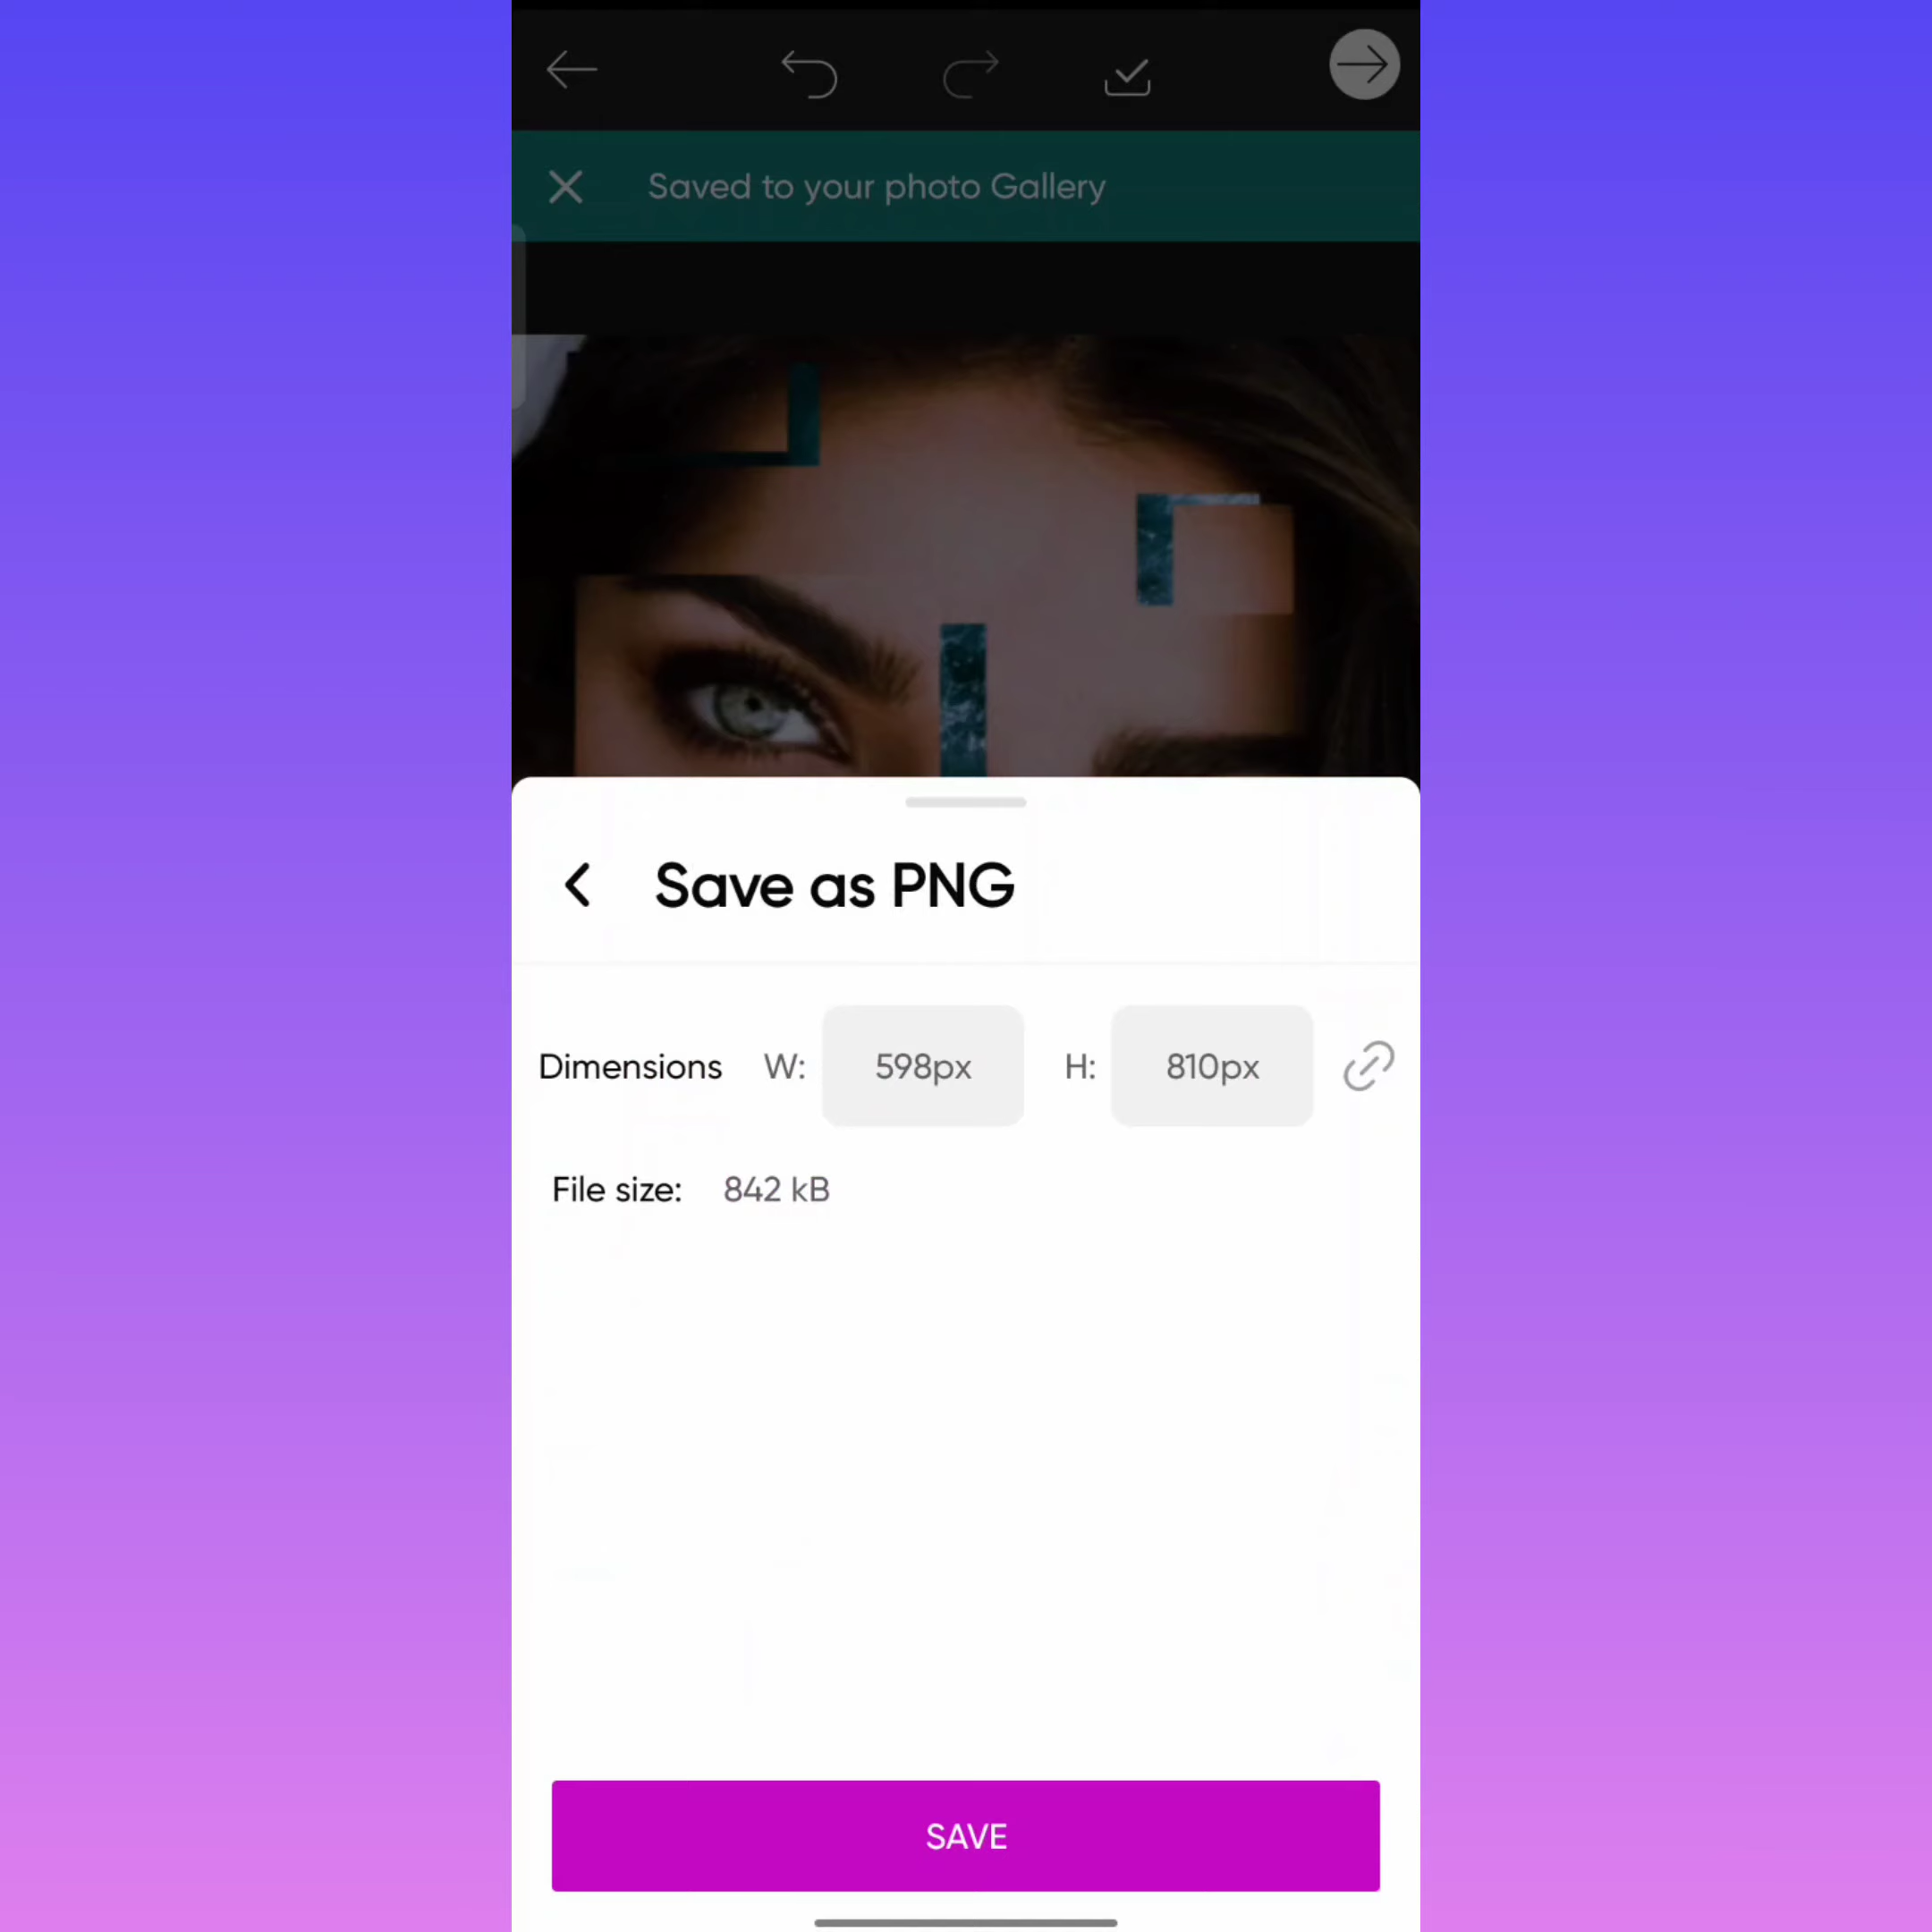 Saved to your photo Gallery
Save as PNG
Dimensions W: 598px H: 810px
File size: 842 kB
SAVE